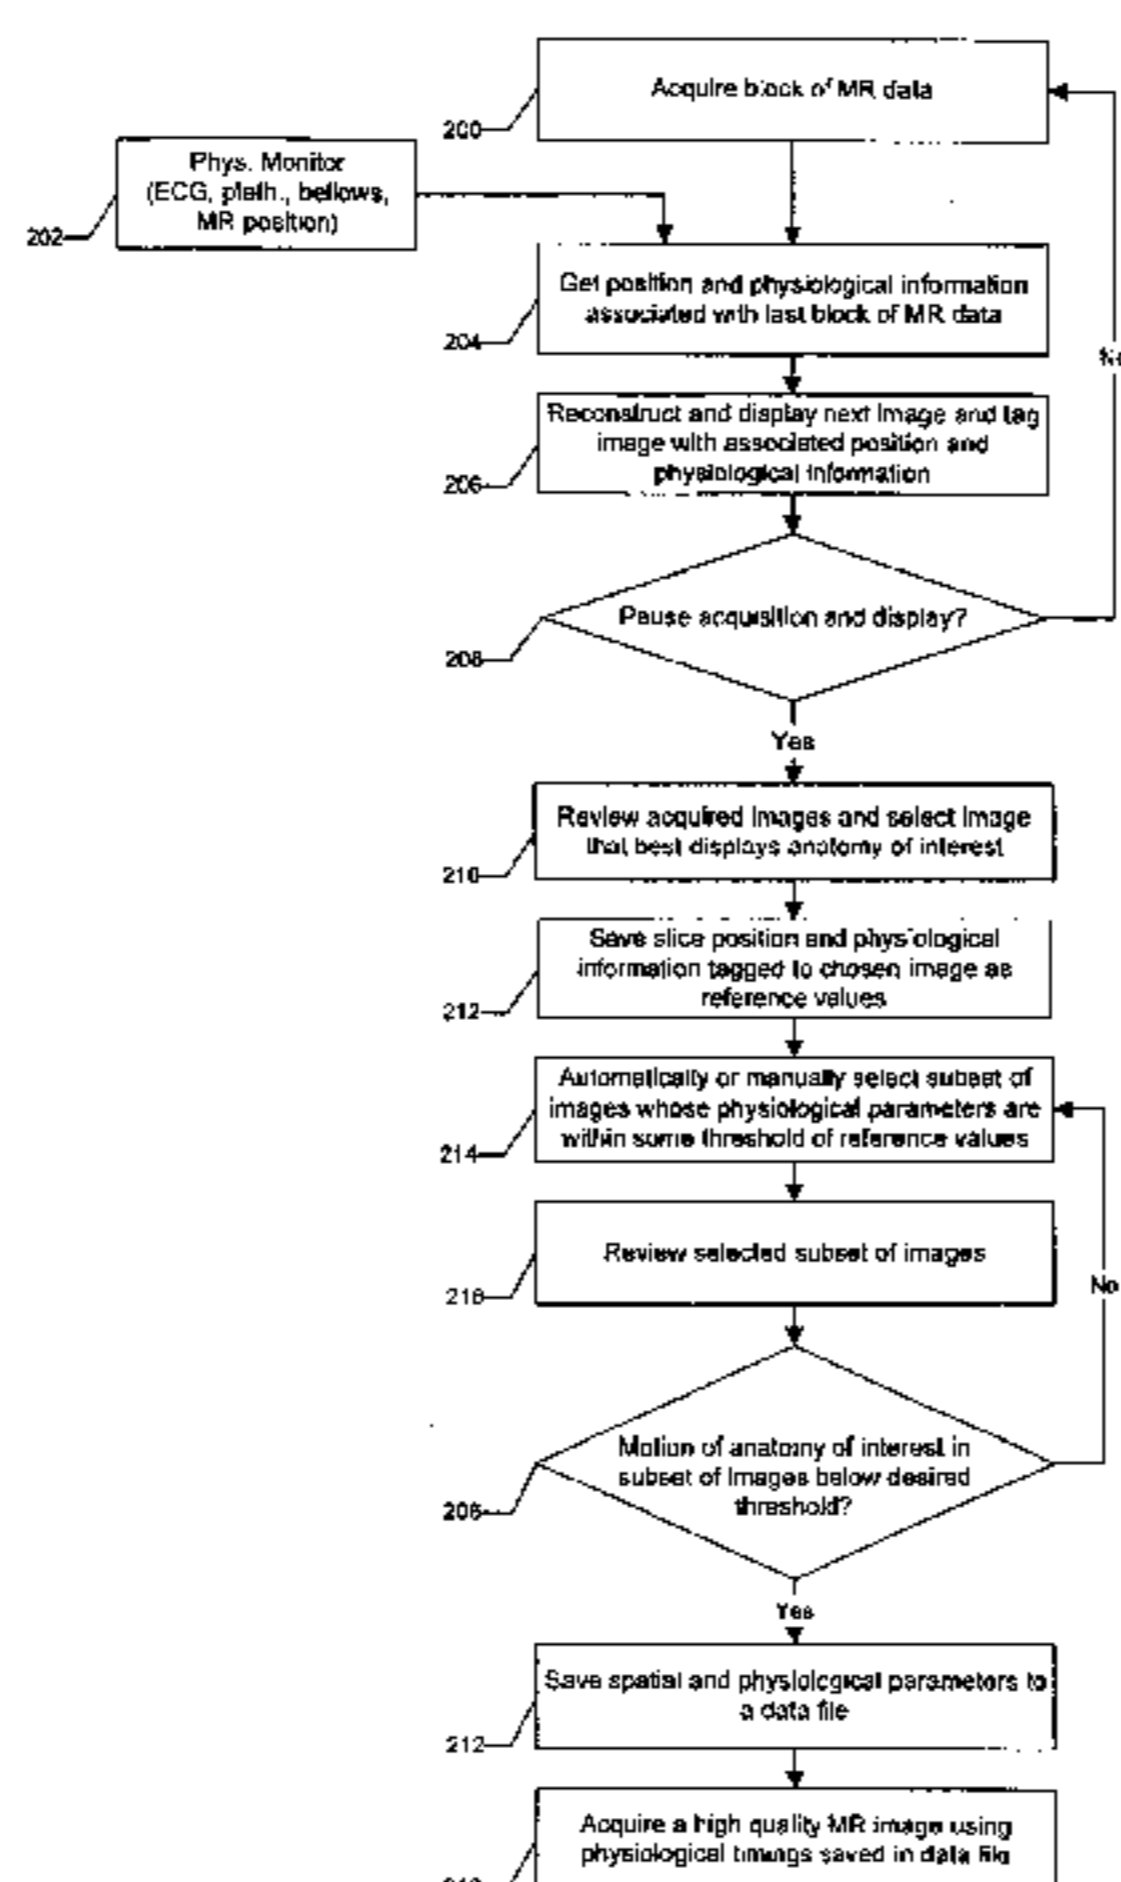 Acquire block of MR data
200
Phys. Monitor
(ECG, pleth., bellows,
MR position)
202
Get position and physiological information
associated with last block of MR data
204
No
Reconstruct and display next image and tag
image with associated position and
physiological information
206
Pause acquisition and display?
208
Yes
Review acquired images and select image
that best displays anatomy of interest
210
Save slice position and physiological
information tagged to chosen image as
reference values
212
Automatically or manually select subset of
images whose physiological parameters are
within some threshold of reference values
214
Review selected subset of images
216
No
Motion of anatomy of interest in
subset of images below desired
threshold?
206
Yes
Save spatial and physiological parameters to
a data file
212
Acquire a high quality MR image using
physiological timings saved in data file